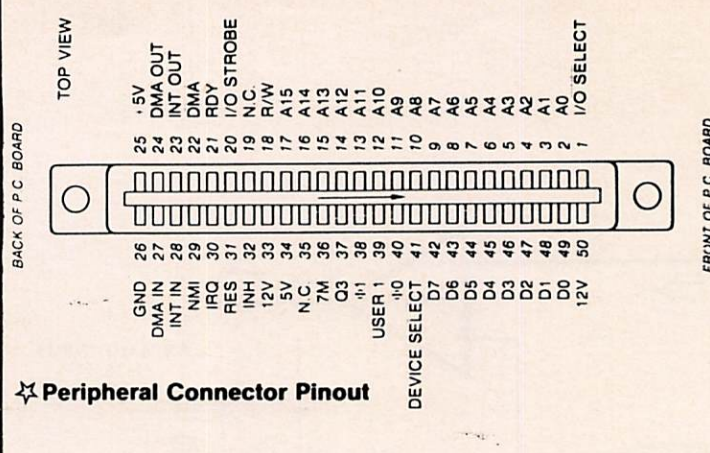 TOP VIEW
BACK OF P.C. BOARD
25 +5V
24 DMA OUT
23 INT OUT
22 DMA
21 RDY
20 I/O STROBE
19 N.C.
18 R/W
17 A15
16 A14
15 A13
14 A12
13 A11
12 A10
11 A9
10 A8
9 A7
8 A6
7 A5
6 A4
5 A3
4 A2
3 A1
2 A0
1 I/O SELECT
GND 26
DMA IN 27
INT IN 28
NMI 29
IRQ 30
RES 31
INH 32
12V 33
5V 34
N.C. 35
7M 36
Q3 37
ϕ1 38
USER 1 39
ϕ0 40
DEVICE SELECT 41
D7 42
D6 43
D5 44
D4 45
D3 46
D2 47
D1 48
D0 49
12V 50
FRONT OF P.C. BOARD
Peripheral Connector Pinout